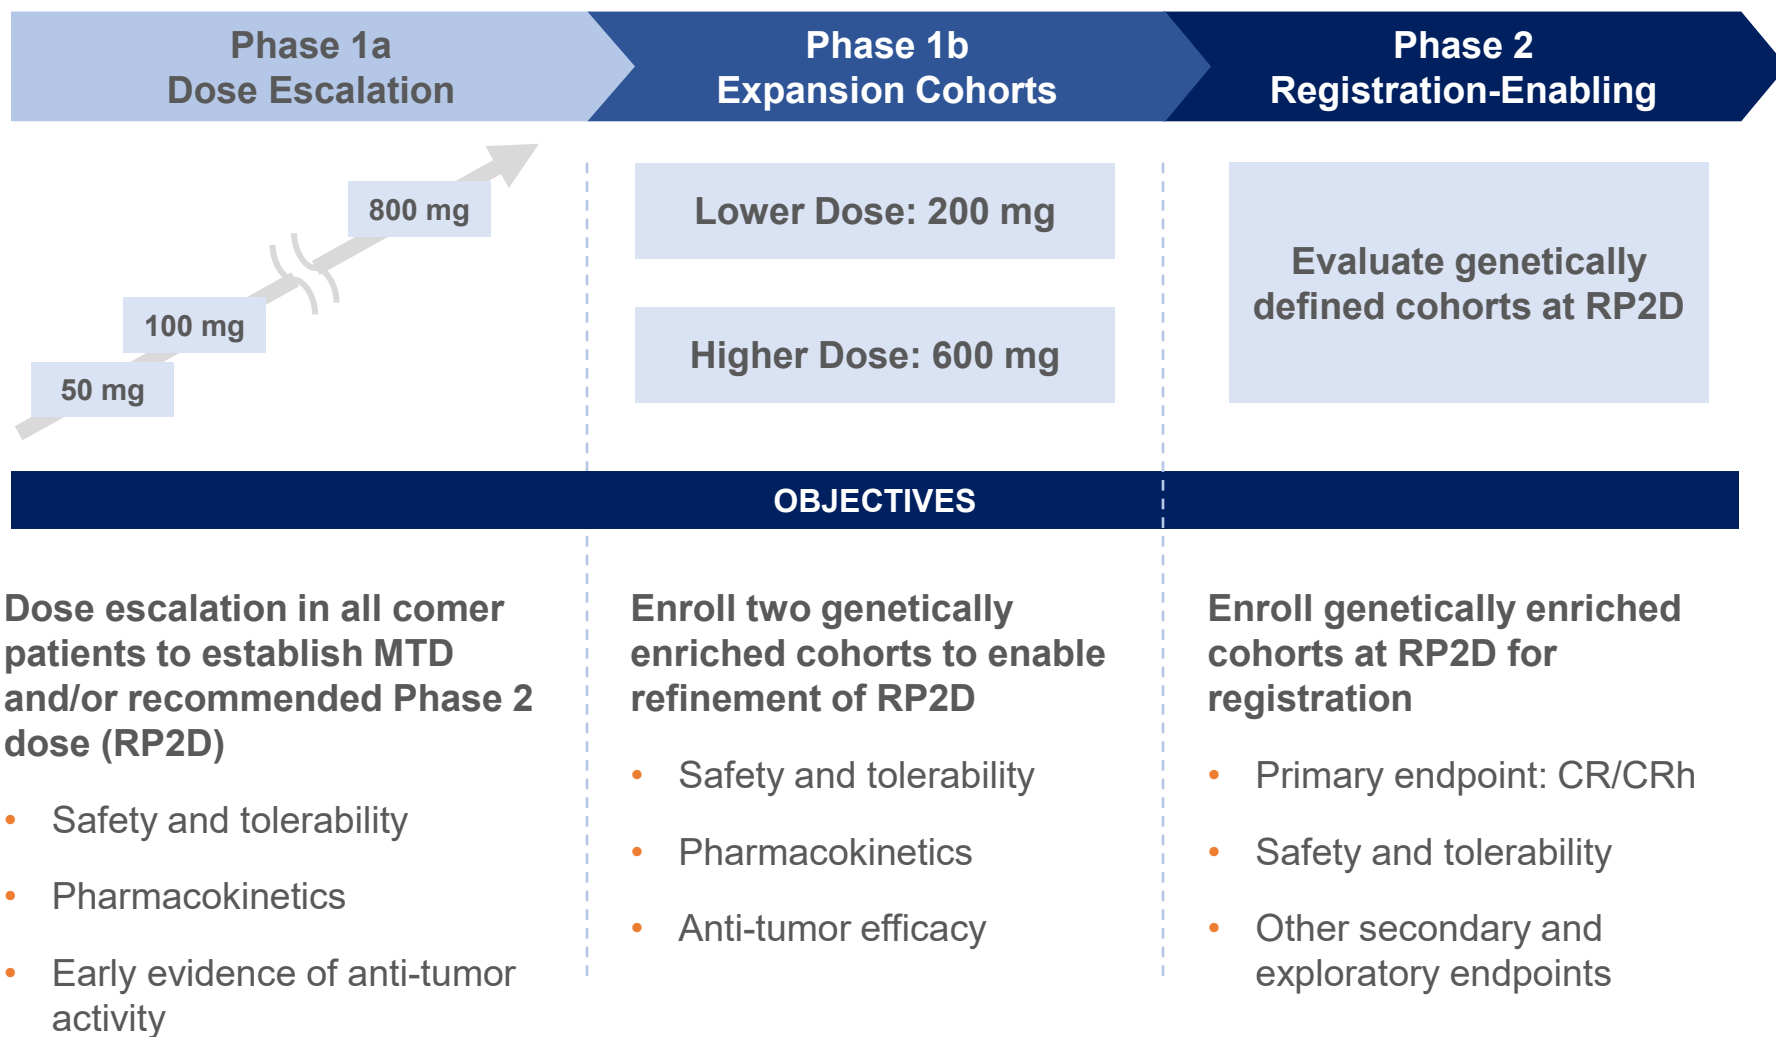 Phase 1a
Dose Escalation
Phase 1b
Expansion Cohorts
Phase 2
Registration-Enabling
800 mg
100 mg
50 mg
Lower Dose: 200 mg
Higher Dose: 600 mg
Evaluate genetically
defined cohorts at RP2D
OBJECTIVES
Dose escalation in all comer
patients to establish MTD
and/or recommended Phase 2
dose (RP2D)
• Safety and tolerability
• Pharmacokinetics
• Early evidence of anti-tumor
activity
Enroll two genetically
enriched cohorts to enable
refinement of RP2D
• Safety and tolerability
• Pharmacokinetics
• Anti-tumor efficacy
Enroll genetically enriched
cohorts at RP2D for
registration
• Primary endpoint: CR/CRh
• Safety and tolerability
• Other secondary and
exploratory endpoints